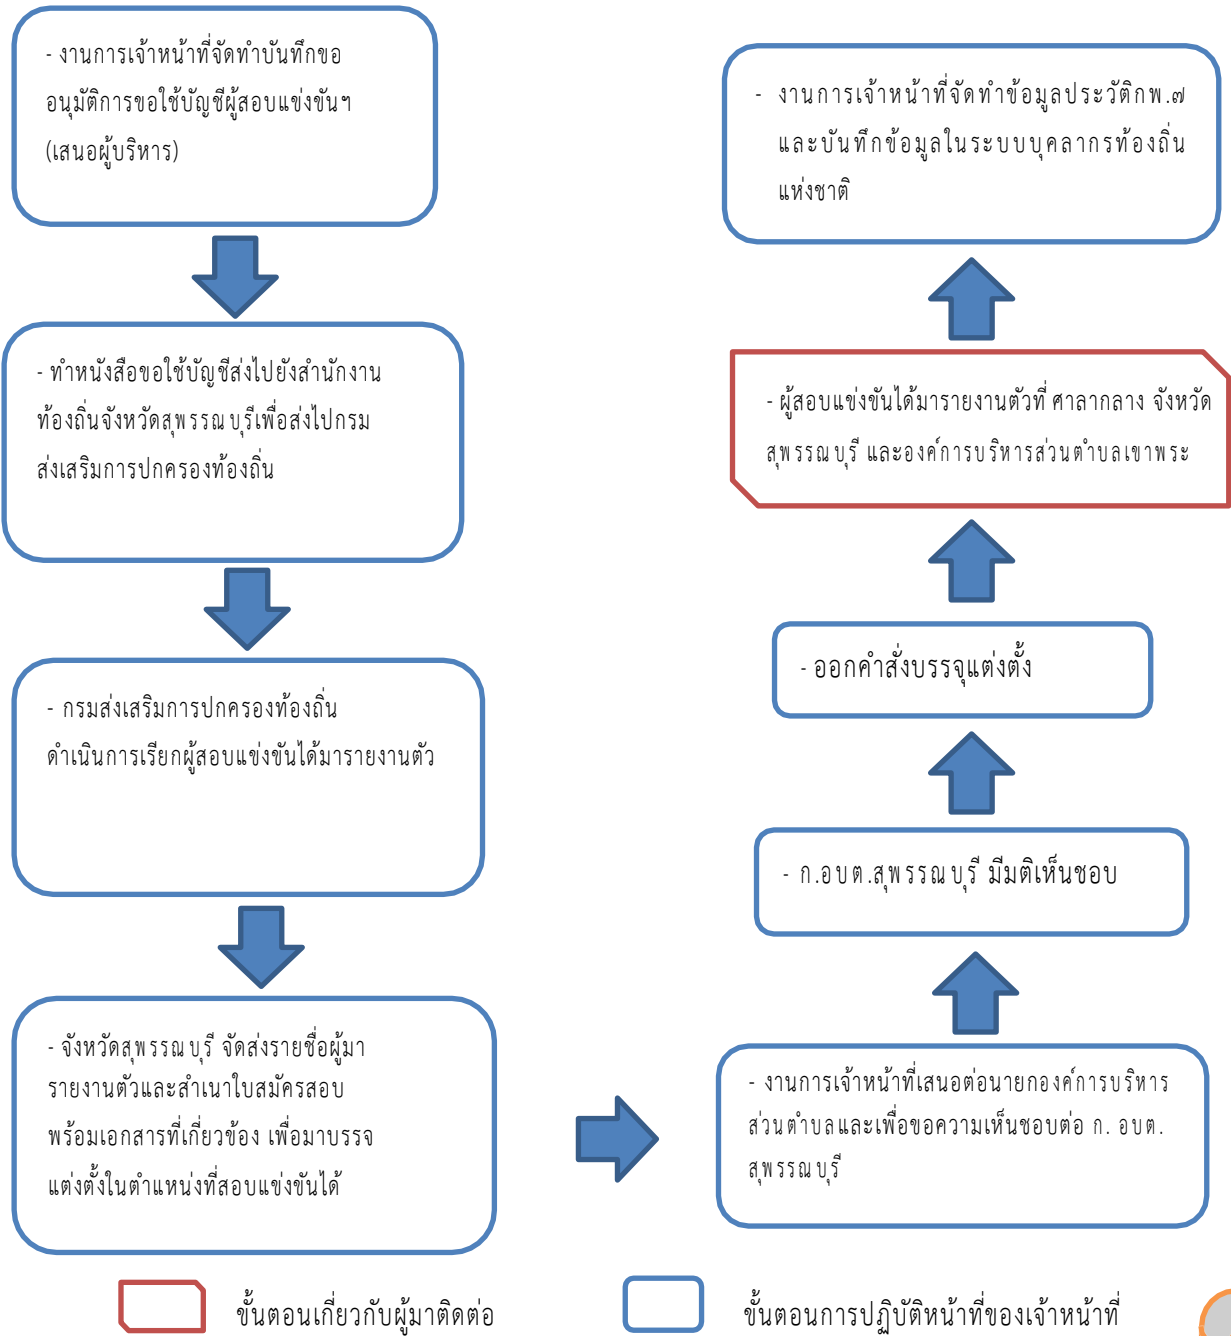 - งานการเจ้าหน้าที่จัดทำบันทึกขอ
อนุมัติการขอใช้บัญชีผู้สอบแข่งขันฯ
(เสนอผู้บริหาร)
- ทำหนังสือขอใช้บัญชีส่งไปยังสำนักงาน
ท้องถิ่นจังหวัดสุพรรณบุรีเพื่อส่งไปกรม
ส่งเสริมการปกครองท้องถิ่น
- กรมส่งเสริมการปกครองท้องถิ่น
ดำเนินการเรียกผู้สอบแข่งขันได้มารายงานตัว
- จังหวัดสุพรรณบุรี จัดส่งรายชื่อผู้มา
รายงานตัวและสำเนาใบสมัครสอบ
พร้อมเอกสารที่เกี่ยวข้อง เพื่อมาบรรจ
แต่งตั้งในตำแหน่งที่สอบแข่งขันได้
- งานการเจ้าหน้าที่เสนอต่อนายกองค์การบริหาร
ส่วนตำบลและเพื่อขอความเห็นชอบต่อ ก. อบต.
สุพรรณบุรี
- ก.อบต.สุพรรณบุรี มีมติเห็นชอบ
- ออกคำสั่งบรรจุแต่งตั้ง
- ผู้สอบแข่งขันได้มารายงานตัวที่ ศาลากลาง จังหวัด
สุพรรณบุรี และองค์การบริหารส่วนตำบลเขาพระ
- งานการเจ้าหน้าที่จัดทำข้อมูลประวัติกพ.๗
และบันทึกข้อมูลในระบบบุคลากรท้องถิ่น
แห่งชาติ
ขั้นตอนเกี่ยวกับผู้มาติดต่อ
ขั้นตอนการปฏิบัติหน้าที่ของเจ้าหน้าที่